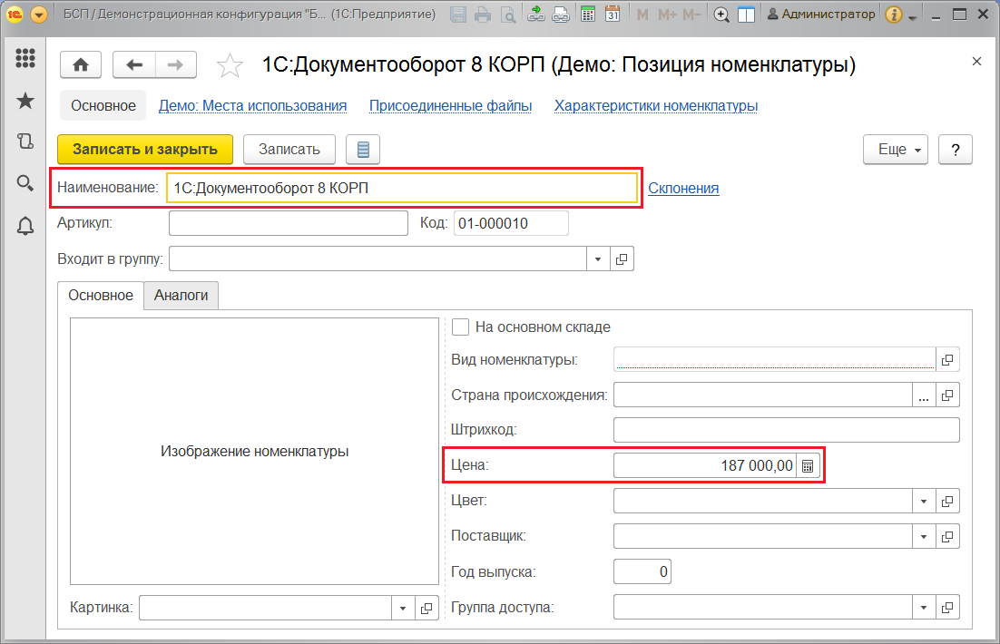 БСП / Демонстрационная конфигурация "Б... (1С:Предприятие) M M+ M- Администратор
1С:Документооборот 8 КОРП (Демо: Позиция номенклатуры)
Основное Демо: Места использования Присоединенные файлы Характеристики номенклатуры
Записать и закрыть Записать Еще ?
Наименование: 1С:Документооборот 8 КОРП Склонения
Артикул: Код: 01-000010
Входит в группу:
Основное Аналоги
На основном складе
Вид номенклатуры:
Страна происхождения: ...
Штрихкод:
Изображение номенклатуры
Цена: 187 000,00
Цвет:
Поставщик:
Год выпуска: 0
Картинка: Группа доступа: